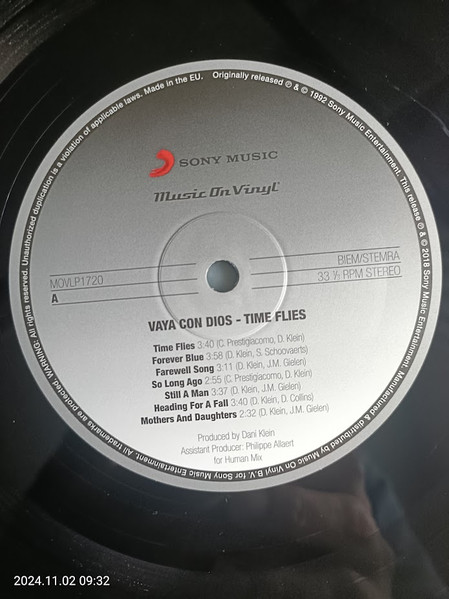 Made in the EU. Originally released ℗ & © 1992 Sony Music Entertainment. This release ℗ & © 2018 Sony Music Entertainment. Manufactured & distributed by Music On Vinyl B.V. for Sony Music Entertainment. All trademarks are protected. WARNING: All rights reserved. Unauthorized duplication is a violation of applicable laws.
SONY MUSIC
Music On Vinyl
MOVLP1720
A
BIEM/STEMRA
33 ⅓ RPM STEREO
VAYA CON DIOS - TIME FLIES
Time Flies 3:40 (C. Prestigiacomo, D. Klein)
Forever Blue 3:58 (D. Klein, S. Schoovaerts)
Farewell Song 3:11 (D. Klein, J.M. Gielen)
So Long Ago 2:55 (C. Prestigiacomo, D. Klein)
Still A Man 3:37 (D. Klein, J.M. Gielen)
Heading For A Fall 3:40 (D. Klein, D. Collins)
Mothers And Daughters 2:32 (D. Klein, J.M. Gielen)
Produced by Dani Klein
Assistant Producer: Philippe Allaert
for Human Mix
2024.11.02 09:32